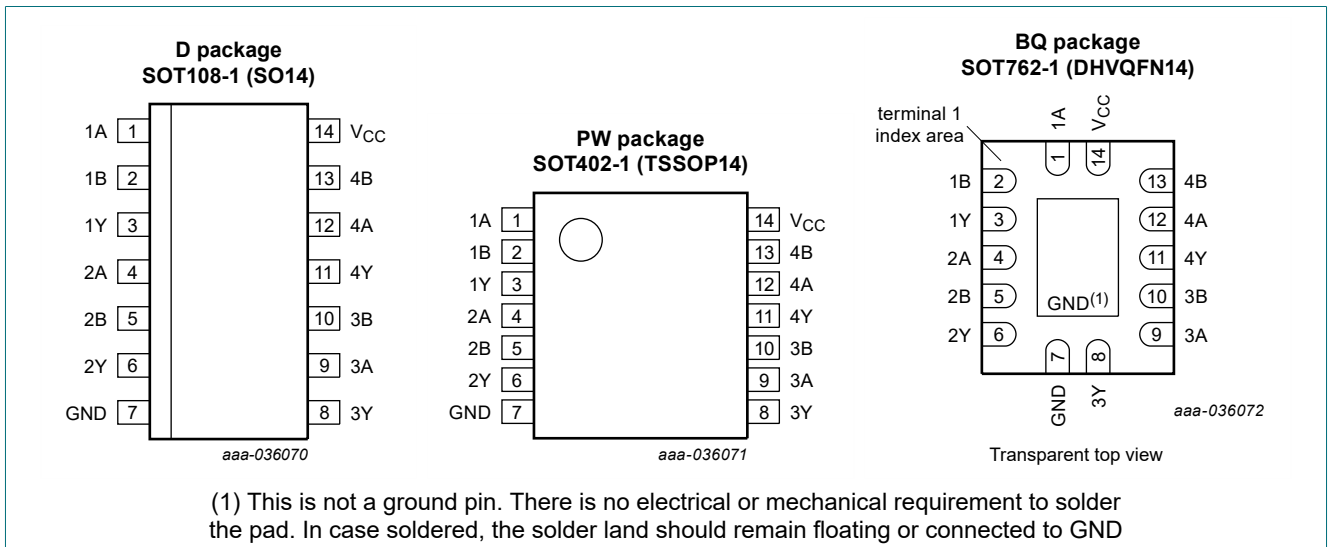 D package
SOT108-1 (SO14)
1A 1
1B 2
1Y 3
2A 4
2B 5
2Y 6
GND 7
14 VCC
13 4B
12 4A
11 4Y
10 3B
9 3A
8 3Y
aaa-036070
PW package
SOT402-1 (TSSOP14)
1A 1
1B 2
1Y 3
2A 4
2B 5
2Y 6
GND 7
14 VCC
13 4B
12 4A
11 4Y
10 3B
9 3A
8 3Y
aaa-036071
BQ package
SOT762-1 (DHVQFN14)
terminal 1
index area
1A 1
VCC 14
1B 2
1Y 3
2A 4
2B 5
2Y 6
13 4B
12 4A
11 4Y
10 3B
9 3A
GND(1)
7 GND
8 3Y
aaa-036072
Transparent top view
(1) This is not a ground pin. There is no electrical or mechanical requirement to solder
the pad. In case soldered, the solder land should remain floating or connected to GND